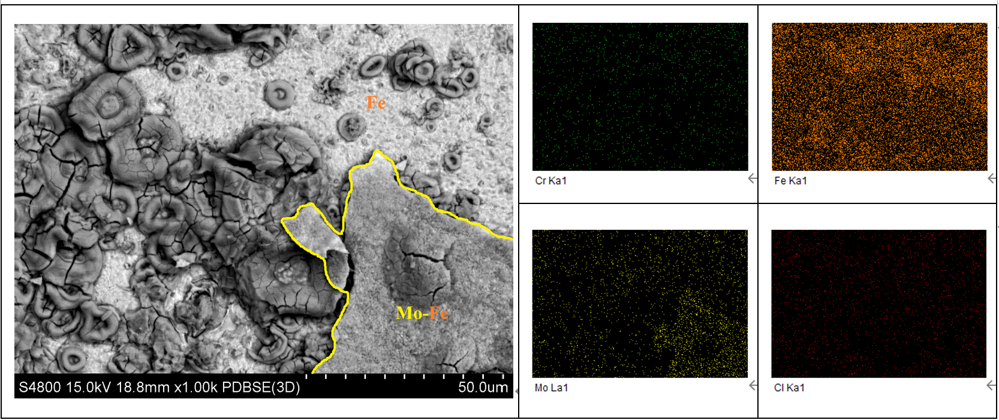 Fe
Mo-Fe
S4800 15.0kV 18.8mm x1.00k PDBSE(3D) 50.0um
Cr Ka1
Fe Ka1
Mo La1
Cl Ka1